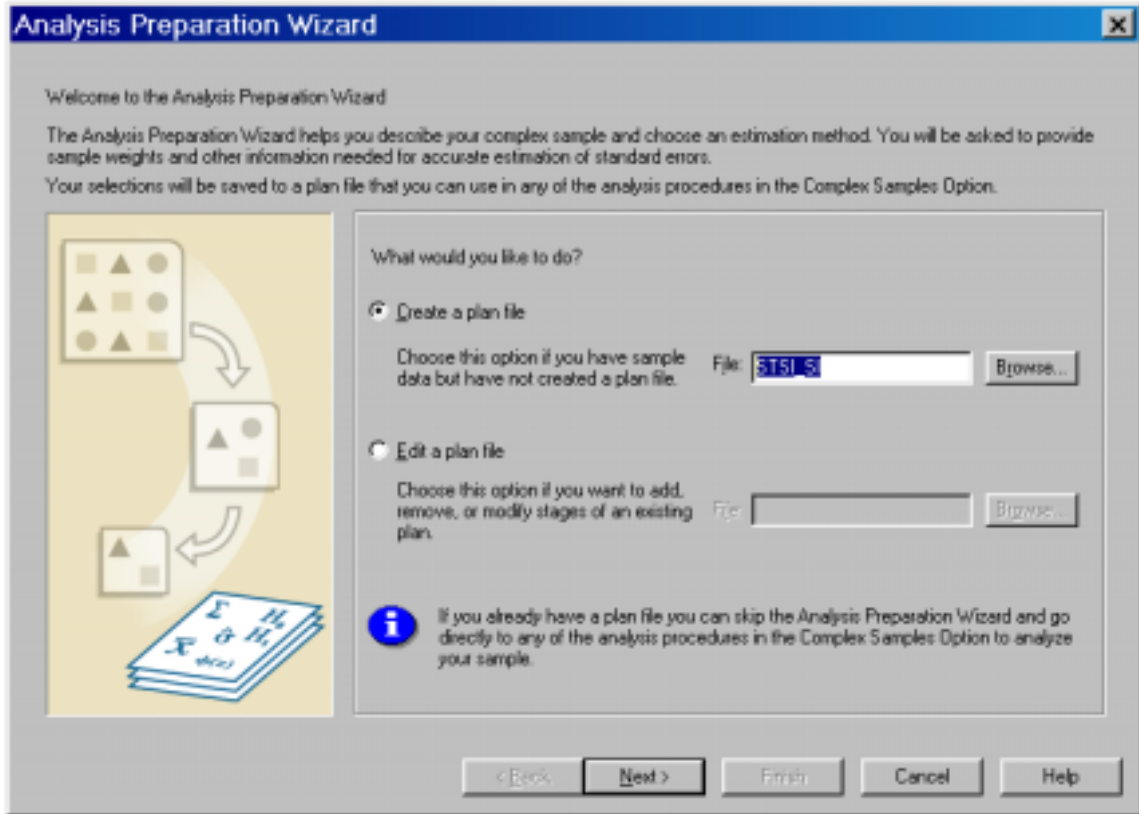 Analysis Preparation Wizard
Welcome to the Analysis Preparation Wizard
The Analysis Preparation Wizard helps you describe your complex sample and choose an estimation method. You will be asked to provide
sample weights and other information needed for accurate estimation of standard errors.
Your selections will be saved to a plan file that you can use in any of the analysis procedures in the Complex Samples Option.
What would you like to do?
Create a plan file
Choose this option if you have sample
data but have not created a plan file.
File: STSI_SI
Browse...
Edit a plan file
Choose this option if you want to add,
remove, or modify stages of an existing
plan.
File:
Browse...
If you already have a plan file you can skip the Analysis Preparation Wizard and go
directly to any of the analysis procedures in the Complex Samples Option to analyze
your sample.
< Back Next > Finish Cancel Help